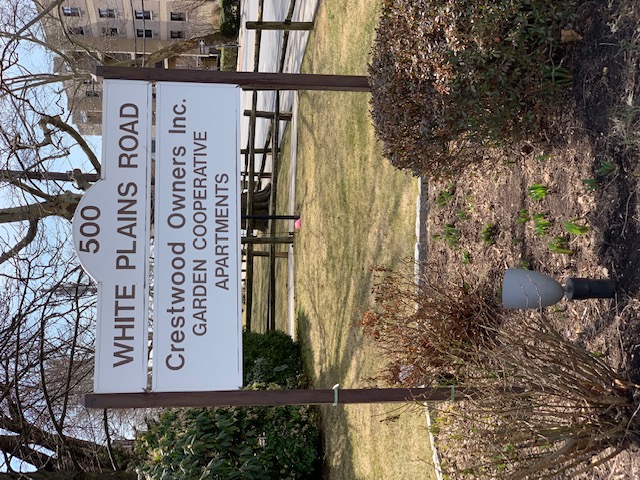 500
WHITE PLAINS ROAD
Crestwood Owners Inc.
GARDEN COOPERATIVE
APARTMENTS